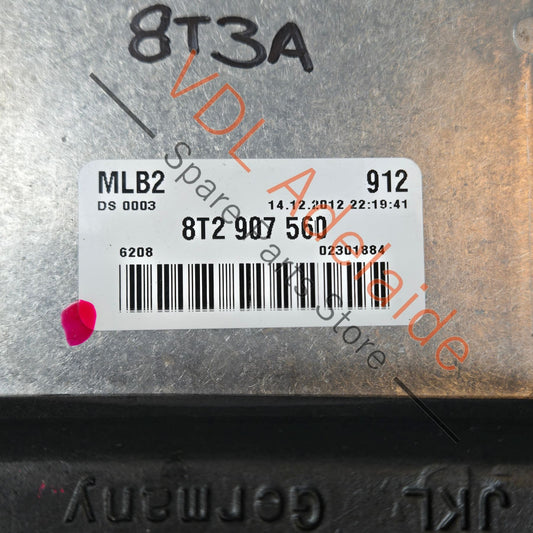 8T3A
VDL Adelaide
Spare Parts Store
MLB2 912
DS 0003 14.12.2012 22:19:41
8T2 907 560
6208 02301884
JKL Germany